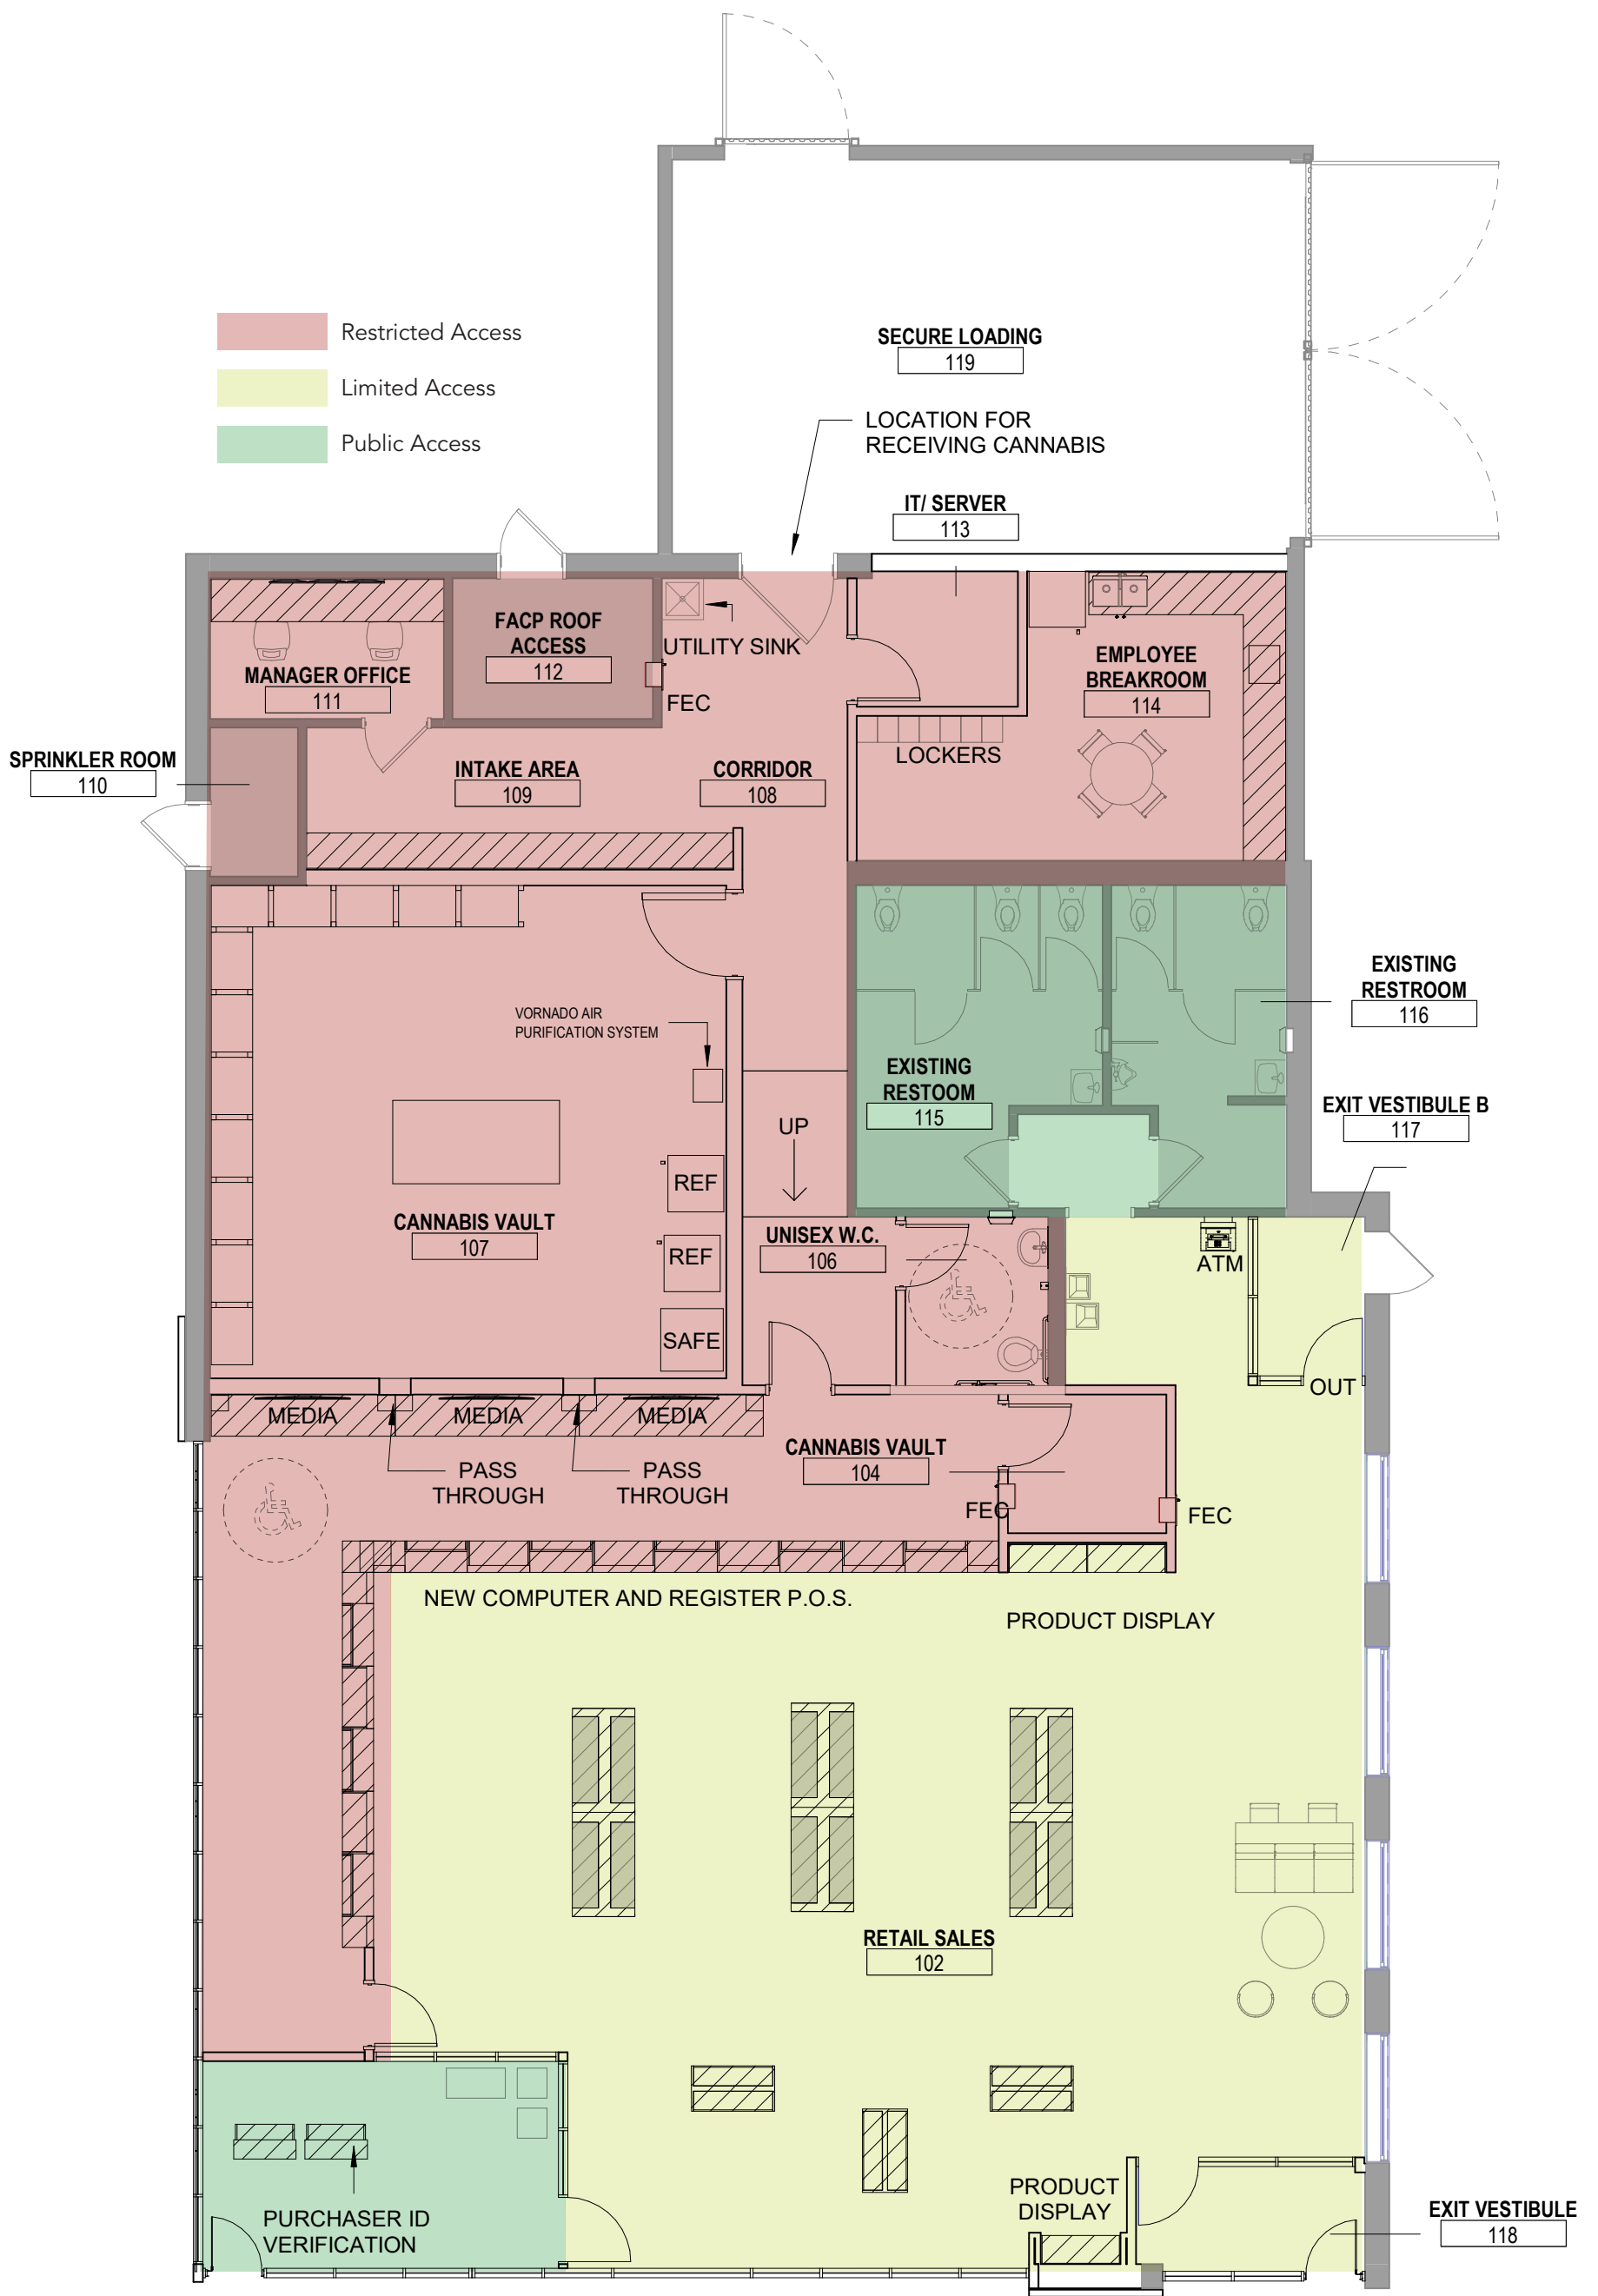 Restricted Access
Limited Access
Public Access
SECURE LOADING
119
LOCATION FOR
RECEIVING CANNABIS
IT/ SERVER
113
FACP ROOF
ACCESS
112
UTILITY SINK
FEC
MANAGER OFFICE
111
EMPLOYEE
BREAKROOM
114
LOCKERS
SPRINKLER ROOM
110
INTAKE AREA
109
CORRIDOR
108
VORNADO AIR
PURIFICATION SYSTEM
EXISTING
RESTROOM
116
EXISTING
RESTOOM
115
EXIT VESTIBULE B
117
UP
REF
CANNABIS VAULT
107
REF
SAFE
UNISEX W.C.
106
ATM
OUT
MEDIA
MEDIA
MEDIA
PASS
THROUGH
PASS
THROUGH
CANNABIS VAULT
104
FEC
FEC
NEW COMPUTER AND REGISTER P.O.S.
PRODUCT DISPLAY
RETAIL SALES
102
PURCHASER ID
VERIFICATION
PRODUCT
DISPLAY
EXIT VESTIBULE
118